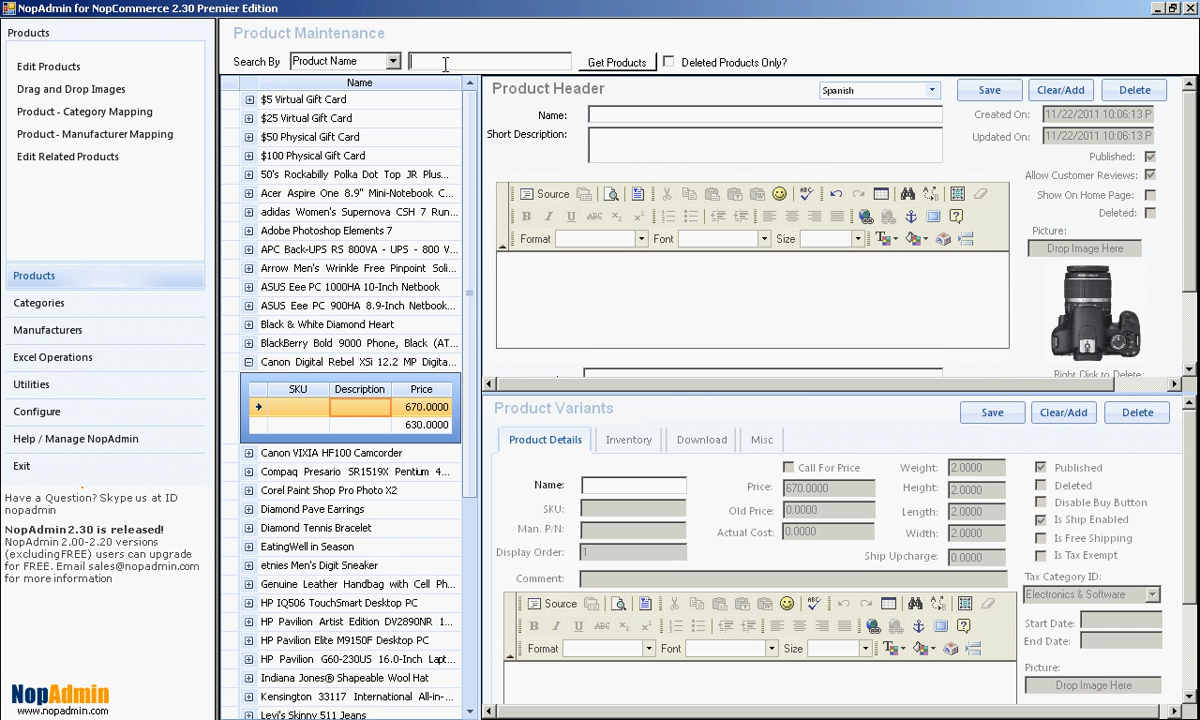 NopAdmin for NopCommerce 2.30 Premier Edition
Products
Edit Products
Drag and Drop Images
Product - Category Mapping
Product - Manufacturer Mapping
Edit Related Products
Products
Categories
Manufacturers
Excel Operations
Utilities
Configure
Help / Manage NopAdmin
Exit
Have a Question? Skype us at ID
nopadmin
NopAdmin 2.30 is released!
NopAdmin 2.00-2.20 versions
(excluding FREE) users can upgrade
for FREE. Email sales@nopadmin.com
for more information
NopAdmin
www.nopadmin.com
Product Maintenance
Search By
Product Name
Get Products
Deleted Products Only?
Name
$5 Virtual Gift Card
$25 Virtual Gift Card
$50 Physical Gift Card
$100 Physical Gift Card
50's Rockabilly Polka Dot Top JR Plus...
Acer Aspire One 8.9" Mini-Notebook C...
adidas Women's Supernova CSH 7 Run...
Adobe Photoshop Elements 7
APC Back-UPS RS 800VA - UPS - 800 V...
Arrow Men's Wrinkle Free Pinpoint Soli...
ASUS Eee PC 1000HA 10-Inch Netbook
ASUS Eee PC 900HA 8.9-Inch Netbook...
Black & White Diamond Heart
BlackBerry Bold 9000 Phone, Black (AT...
Canon Digital Rebel XSi 12.2 MP Digita...
SKU Description Price
670.0000
630.0000
Canon VIXIA HF100 Camcorder
Compaq Presario SR1519X Pentium 4...
Corel Paint Shop Pro Photo X2
Diamond Pave Earrings
Diamond Tennis Bracelet
EatingWell in Season
etnies Men's Digit Sneaker
Genuine Leather Handbag with Cell Ph...
HP IQ506 TouchSmart Desktop PC
HP Pavilion Artist Edition DV2890NR 1...
HP Pavilion Elite M9150F Desktop PC
HP Pavilion G60-230US 16.0-Inch Lapt...
Indiana Jones® Shapeable Wool Hat
Kensington 33117 International All-in-...
Levi's Skinny 511 Jeans
Product Header
Spanish
Save
Clear/Add
Delete
Name:
Short Description:
Created On: 11/22/2011 10:06:13 P
Updated On: 11/22/2011 10:06:13 P
Published:
Allow Customer Reviews:
Show On Home Page:
Deleted:
Picture:
Drop Image Here
Right Click to Delete
Source
Format Font Size
Product Variants
Save
Clear/Add
Delete
Product Details
Inventory
Download
Misc
Name:
SKU:
Man. P/N:
Display Order: 1
Comment:
Call For Price
Price: 670.0000
Old Price: 0.0000
Actual Cost: 0.0000
Weight: 2.0000
Height: 2.0000
Length: 2.0000
Width: 2.0000
Ship Upcharge: 0.0000
Published
Deleted
Disable Buy Button
Is Ship Enabled
Is Free Shipping
Is Tax Exempt
Tax Category ID:
Electronics & Software
Start Date:
End Date:
Picture:
Drop Image Here
Source
Format Font Size